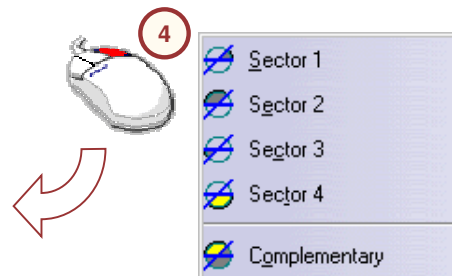 4
Sector 1
Sector 2
Sector 3
Sector 4
Complementary